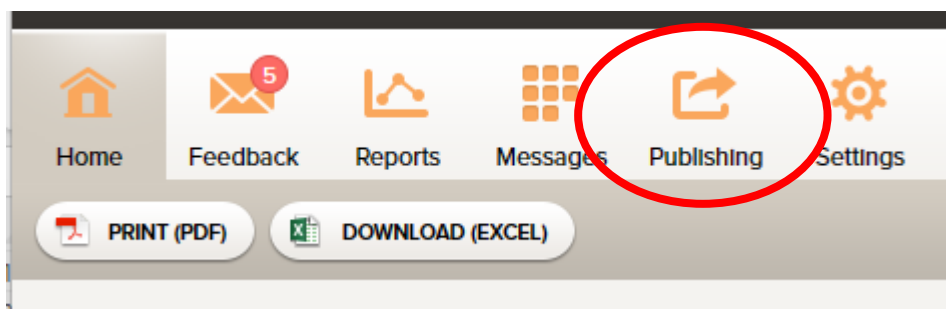 5
Home Feedback Reports Messages Publishing Settings
PRINT (PDF) DOWNLOAD (EXCEL)